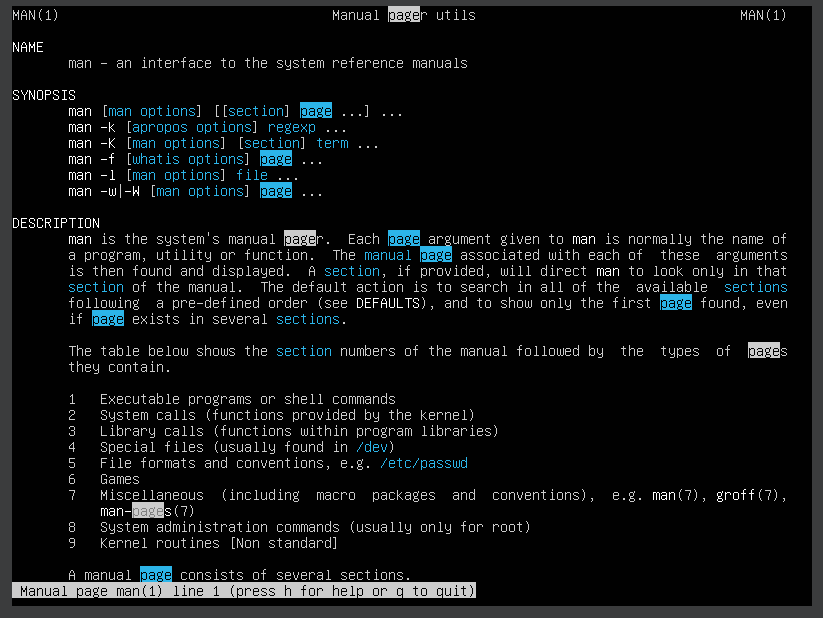 MAN(1) Manual pager utils MAN(1)
NAME
man - an interface to the system reference manuals
SYNOPSIS
man [man options] [[section] page ...] ...
man -k [apropos options] regexp ...
man -K [man options] [section] term ...
man -f [whatis options] page ...
man -l [man options] file ...
man -w|-W [man options] page ...
DESCRIPTION
man is the system's manual pager. Each page argument given to man is normally the name of
a program, utility or function. The manual page associated with each of these arguments
is then found and displayed. A section, if provided, will direct man to look only in that
section of the manual. The default action is to search in all of the available sections
following a pre-defined order (see DEFAULTS), and to show only the first page found, even
if page exists in several sections.
The table below shows the section numbers of the manual followed by the types of pages
they contain.
1 Executable programs or shell commands
2 System calls (functions provided by the kernel)
3 Library calls (functions within program libraries)
4 Special files (usually found in /dev)
5 File formats and conventions, e.g. /etc/passwd
6 Games
7 Miscellaneous (including macro packages and conventions), e.g. man(7), groff(7),
man-pages(7)
8 System administration commands (usually only for root)
9 Kernel routines [Non standard]
A manual page consists of several sections.
Manual page man(1) line 1 (press h for help or q to quit)